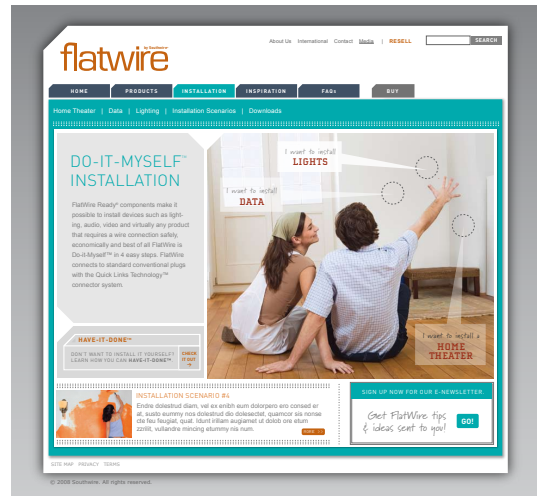 About Us International Contact Media | RESELL SEARCH
flatwire
by Southwire
HOME PRODUCTS INSTALLATION INSPIRATION FAQs BUY
Home Theater | Data | Lighting | Installation Scenarios | Downloads
DO-IT-MYSELF™
INSTALLATION
FlatWire Ready® components make it
possible to install devices such as light-
ing, audio, video and virtually any product
that requires a wire connection safely,
economically and best of all FlatWire is
Do-it-Myself™ in 4 easy steps. FlatWire
connects to standard conventional plugs
with the Quick Links Technology™
connector system.
I want to install
LIGHTS
I want to install
DATA
I want to install a
HOME
THEATER
HAVE-IT-DONE™
DON'T WANT TO INSTALL IT YOURSELF?
LEARN HOW YOU CAN HAVE-IT-DONE™
CHECK
IT OUT
INSTALLATION SCENARIO #4
Endre dolestrud diam, vel ex enibh eum dolorpero ero consed er
at, susto eummy nos dolestrud dio dolesectet, quamcor sis nonse
cte feu feugiat, quat. Idunt irillam augiamet ut dolob ore etum
zzrilit, vullandre mincing etummy nis num.
MORE >>
SIGN UP NOW FOR OUR E-NEWSLETTER
Get FlatWire tips
& ideas sent to you!
GO!
SITE MAP PRIVACY TERMS
© 2008 Southwire. All rights reserved.